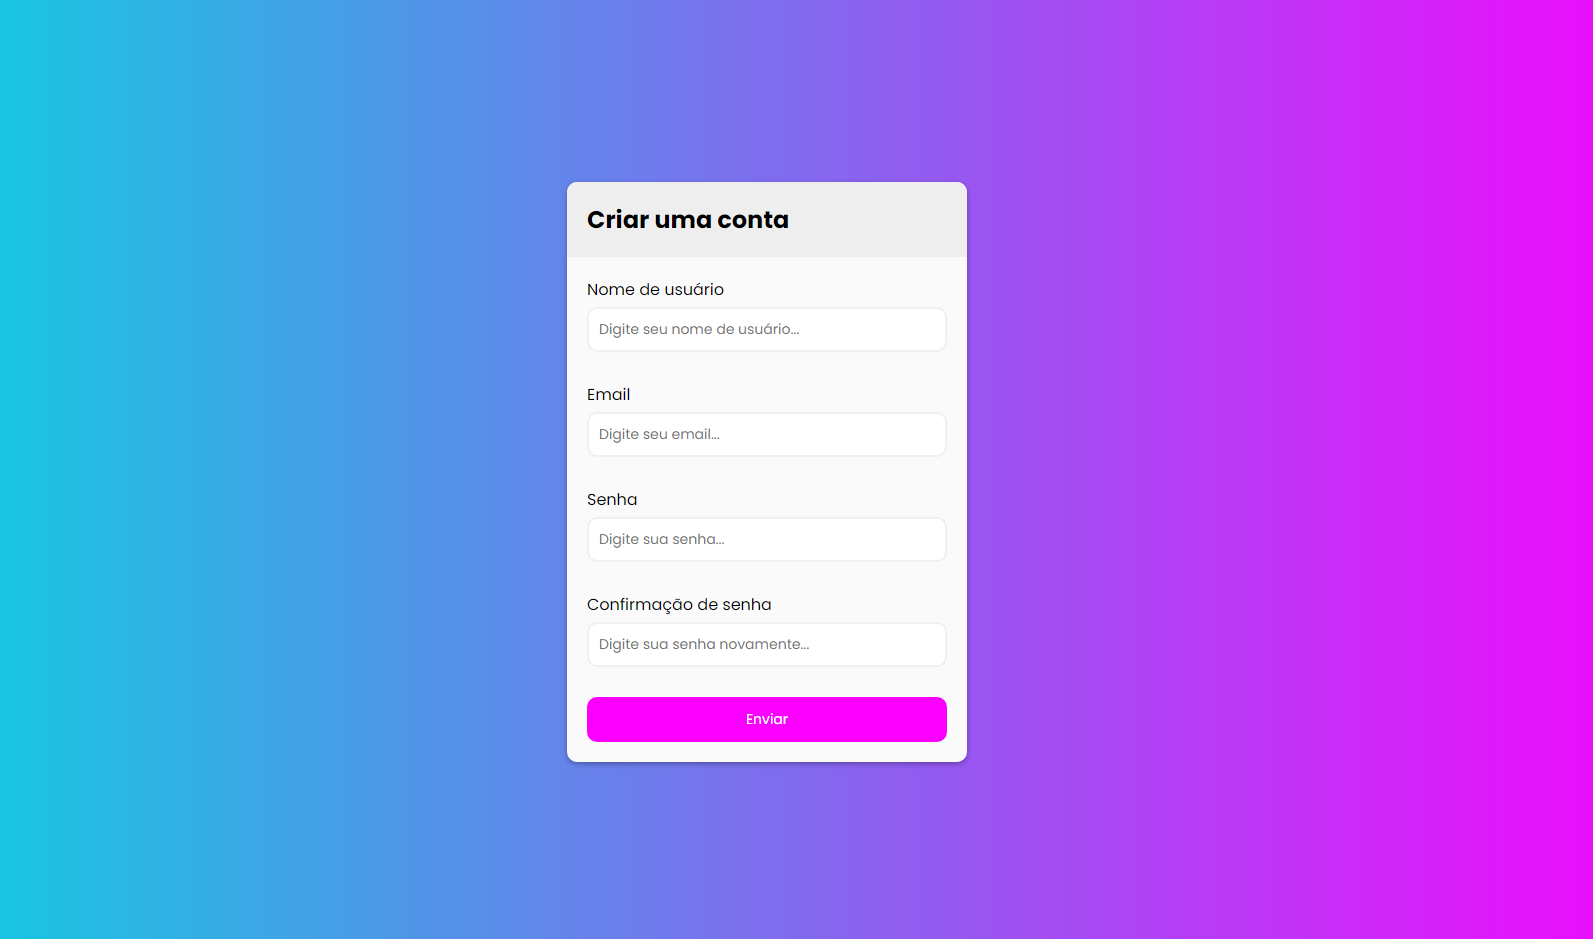 Criar uma conta
Nome de usuário
Digite seu nome de usuário...
Email
Digite seu email...
Senha
Digite sua senha...
Confirmação de senha
Digite sua senha novamente...
Enviar